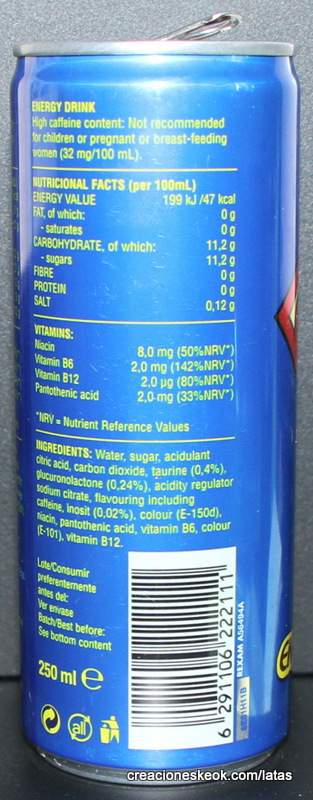 ENERGY DRINK
High caffeine content: Not recommended
for children or pregnant or breast-feeding
women (32 mg/100 mL).
NUTRICIONAL FACTS (per 100mL)
ENERGY VALUE 199 kJ /47 kcal
FAT, of which: 0 g
- saturates 0 g
CARBOHYDRATE, of which: 11,2 g
- sugars 11,2 g
FIBRE 0 g
PROTEIN 0 g
SALT 0,12 g
VITAMINS:
Niacin 8,0 mg (50%NRV*)
Vitamin B6 2,0 mg (142%NRV*)
Vitamin B12 2,0 µg (80%NRV*)
Pantothenic acid 2,0 mg (33%NRV*)
*NRV = Nutrient Reference Values
INGREDIENTS: Water, sugar, acidulant
citric acid, carbon dioxide, taurine (0,4%),
glucuronolactone (0,24%), acidity regulator
sodium citrate, flavouring including
caffeine, Inosit (0,02%), colour (E-150d),
niacin, pantothenic acid, vitamin B6, colour
(E-101), vitamin B12.
Lote/Consumir
preferentemente
antes del:
Ver envase
Batch/Best before:
See bottom content
250 ml e
6 291106 222111
REXAM A56494A
creacioneskeok.com/latas